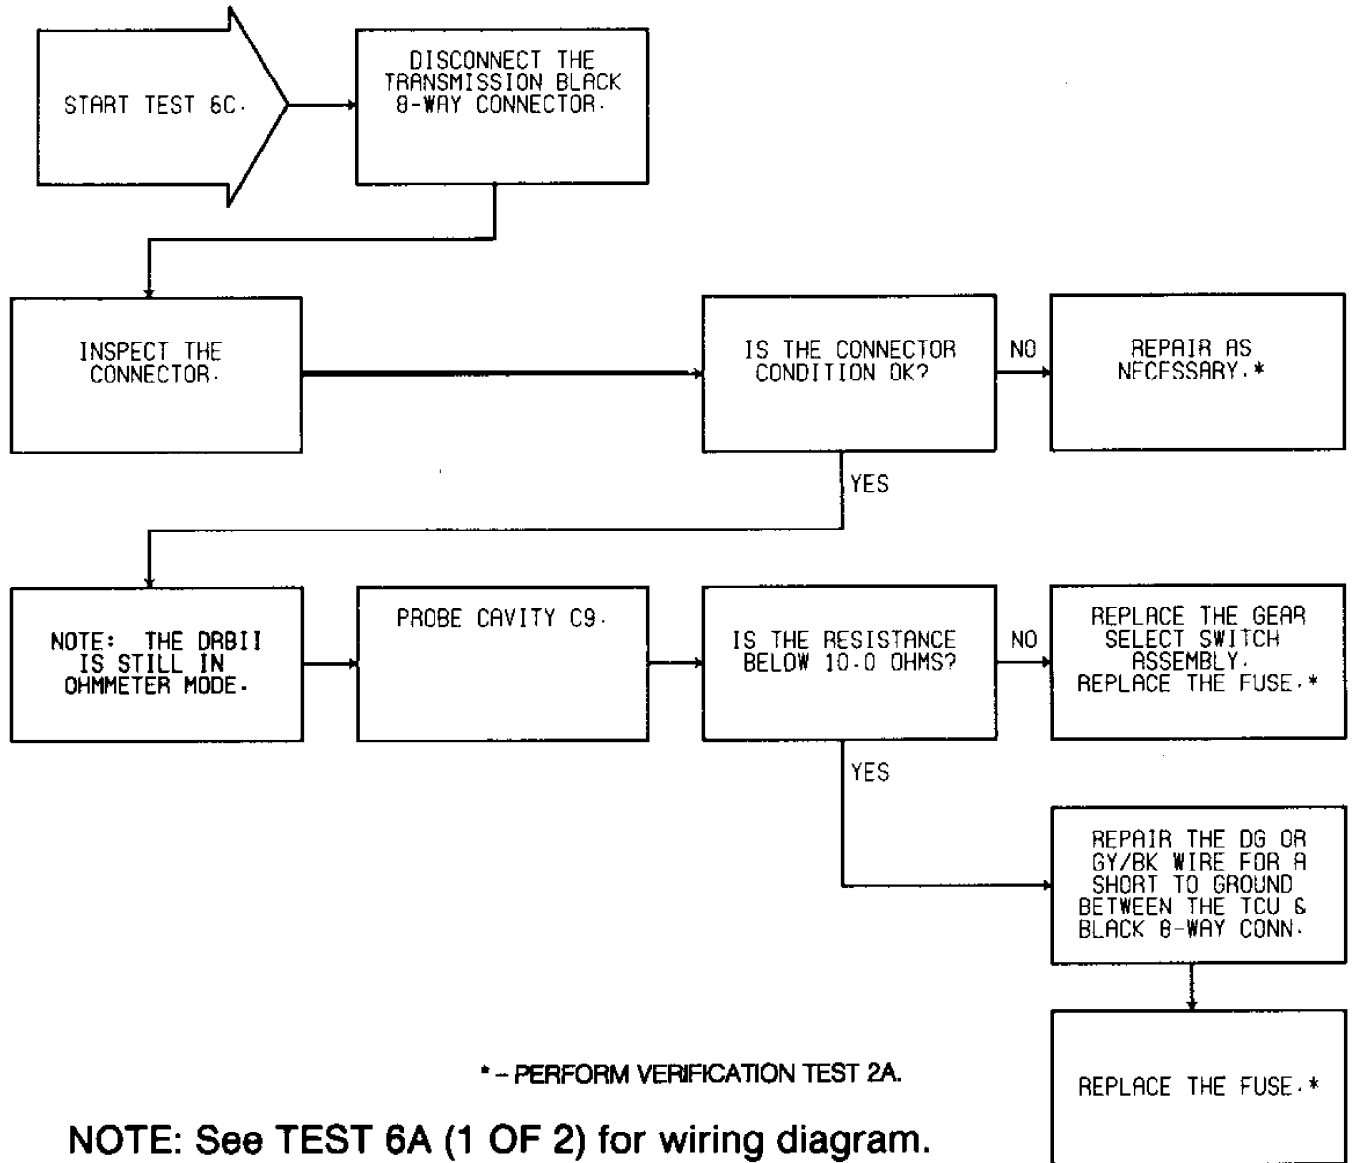 START TEST 6C.
DISCONNECT THE
TRANSMISSION BLACK
8-WAY CONNECTOR.
INSPECT THE
CONNECTOR.
IS THE CONNECTOR
CONDITION OK?
NO
REPAIR AS
NECESSARY.*
YES
NOTE: THE DRBII
IS STILL IN
OHMMETER MODE.
PROBE CAVITY C9.
IS THE RESISTANCE
BELOW 10.0 OHMS?
NO
REPLACE THE GEAR
SELECT SWITCH
ASSEMBLY.
REPLACE THE FUSE.*
YES
REPAIR THE DG OR
GY/BK WIRE FOR A
SHORT TO GROUND
BETWEEN THE TCU &
BLACK 8-WAY CONN.
REPLACE THE FUSE.*
* – PERFORM VERIFICATION TEST 2A.
NOTE: See TEST 6A (1 OF 2) for wiring diagram.